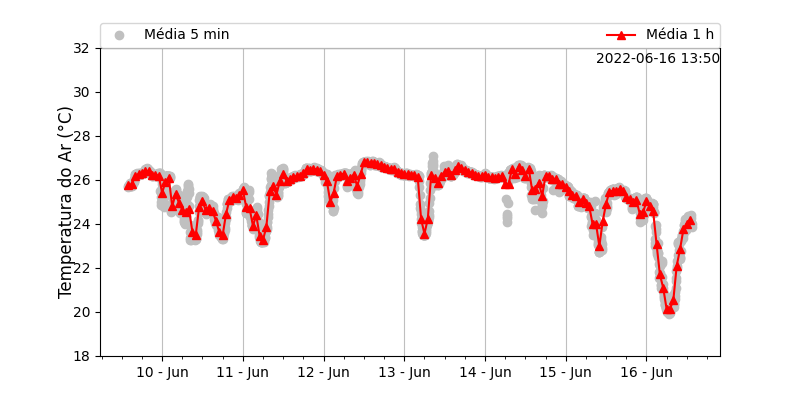 Média 5 min
Média 1 h
2022-06-16 13:50
Temperatura do Ar (°C)
32
30
28
26
24
22
20
18
10 - Jun
11 - Jun
12 - Jun
13 - Jun
14 - Jun
15 - Jun
16 - Jun